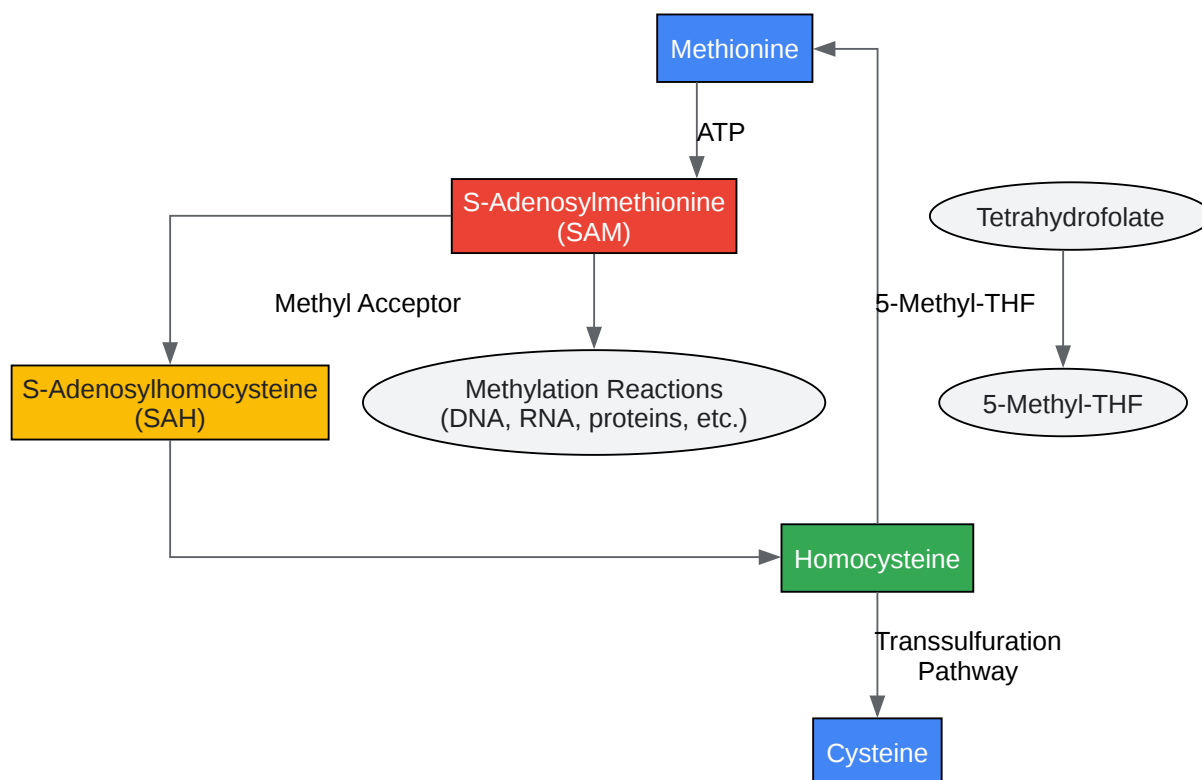 Methionine
ATP
S-Adenosylmethionine
(SAM)
Tetrahydrofolate
Methyl Acceptor
5-Methyl-THF
S-Adenosylhomocysteine
(SAH)
Methylation Reactions
(DNA, RNA, proteins, etc.)
5-Methyl-THF
Homocysteine
Transsulfuration
Pathway
Cysteine